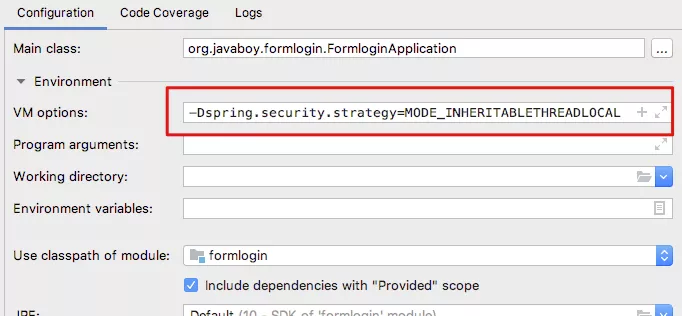 Configuration Code Coverage Logs
Main class: org.javaboy.formlogin.FormloginApplication ...
Environment
VM options: -Dspring.security.strategy=MODE_INHERITABLETHREADLOCAL
Program arguments:
Working directory:
Environment variables:
Use classpath of module: formlogin
Include dependencies with "Provided" scope
JRE: Default (10 - SDK of 'formlogin' module)